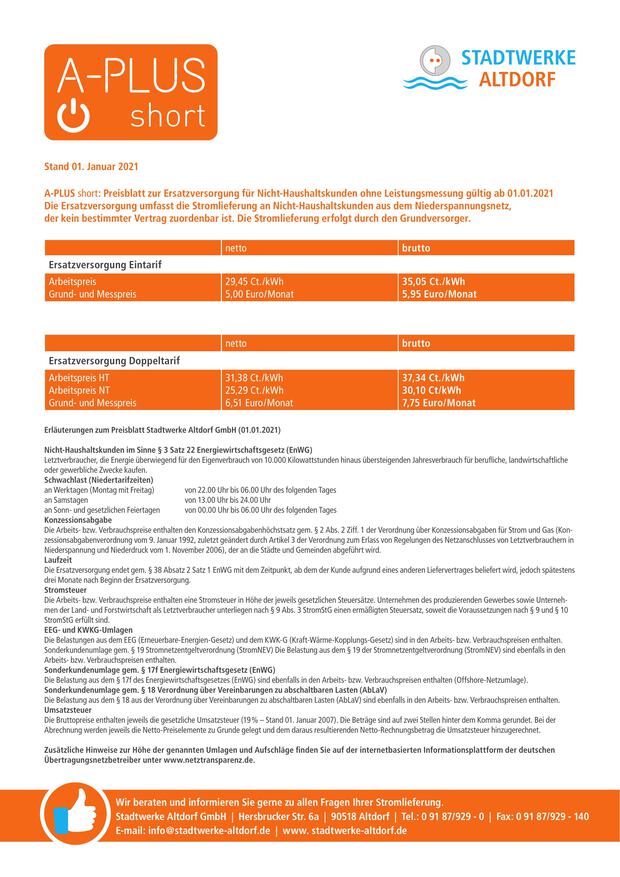 A-PLUS
short
STADTWERKE
ALTDORF
Stand 01. Januar 2021
A-PLUS short: Preisblatt zur Ersatzversorgung für Nicht-Haushaltskunden ohne Leistungsmessung gültig ab 01.01.2021
Die Ersatzversorgung umfasst die Stromlieferung an Nicht-Haushaltskunden aus dem Niederspannungsnetz,
der kein bestimmter Vertrag zuordenbar ist. Die Stromlieferung erfolgt durch den Grundversorger.
netto brutto
Ersatzversorgung Eintarif
Arbeitspreis 29,45 Ct./kWh 35,05 Ct./kWh
Grund- und Messpreis 5,00 Euro/Monat 5,95 Euro/Monat
netto brutto
Ersatzversorgung Doppeltarif
Arbeitspreis HT 31,38 Ct./kWh 37,34 Ct./kWh
Arbeitspreis NT 25,29 Ct./kWh 30,10 Ct/kWh
Grund- und Messpreis 6,51 Euro/Monat 7,75 Euro/Monat
Erläuterungen zum Preisblatt Stadtwerke Altdorf GmbH (01.01.2021)
Nicht-Haushaltskunden im Sinne § 3 Satz 22 Energiewirtschaftsgesetz (EnWG)
Letztverbraucher, die Energie überwiegend für den Eigenverbrauch von 10.000 Kilowattstunden hinaus übersteigenden Jahresverbrauch für berufliche, landwirtschaftliche
oder gewerbliche Zwecke kaufen.
Schwachlast (Niedertarifzeiten)
an Werktagen (Montag mit Freitag) von 22.00 Uhr bis 06.00 Uhr des folgenden Tages
an Samstagen von 13.00 Uhr bis 24.00 Uhr
an Sonn- und gesetzlichen Feiertagen von 00.00 Uhr bis 06.00 Uhr des folgenden Tages
Konzessionsabgabe
Die Arbeits- bzw. Verbrauchspreise enthalten den Konzessionsabgabenhöchstsatz gem. § 2 Abs. 2 Ziff. 1 der Verordnung über Konzessionsabgaben für Strom und Gas (Kon-
zessionsabgabenverordnung vom 9. Januar 1992, zuletzt geändert durch Artikel 3 der Verordnung zum Erlass von Regelungen des Netzanschlusses von Letztverbrauchern in
Niederspannung und Niederdruck vom 1. November 2006), der an die Städte und Gemeinden abgeführt wird.
Laufzeit
Die Ersatzversorgung endet gem. § 38 Absatz 2 Satz 1 EnWG mit dem Zeitpunkt, ab dem der Kunde aufgrund eines anderen Liefervertrages beliefert wird, jedoch spätestens
drei Monate nach Beginn der Ersatzversorgung.
Stromsteuer
Die Arbeits- bzw. Verbrauchspreise enthalten eine Stromsteuer in Höhe der jeweils gesetzlichen Steuersätze. Unternehmen des produzierenden Gewerbes sowie Unterneh-
men der Land- und Forstwirtschaft als Letztverbraucher unterliegen nach § 9 Abs. 3 StromStG einen ermäßigten Steuersatz, soweit die Voraussetzungen nach § 9 und § 10
StromStG erfüllt sind.
EEG- und KWKG-Umlagen
Die Belastungen aus dem EEG (Erneuerbare-Energien-Gesetz) und dem KWK-G (Kraft-Wärme-Kopplungs-Gesetz) sind in den Arbeits- bzw. Verbrauchspreisen enthalten.
Sonderkundenumlage gem. § 19 Stromnetzentgeltverordnung (StromNEV) Die Belastung aus dem § 19 der Stromnetzentgeltverordnung (StromNEV) sind ebenfalls in den
Arbeits- bzw. Verbrauchspreisen enthalten.
Sonderkundenumlage gem. § 17f Energiewirtschaftsgesetz (EnWG)
Die Belastung aus dem § 17f des Energiewirtschaftsgesetzes (EnWG) sind ebenfalls in den Arbeits- bzw. Verbrauchspreisen enthalten (Offshore-Netzumlage).
Sonderkundenumlage gem. § 18 Verordnung über Vereinbarungen zu abschaltbaren Lasten (AbLaV)
Die Belastung aus dem § 18 aus der Verordnung über Vereinbarungen zu abschaltbaren Lasten (AbLaV) sind ebenfalls in den Arbeits- bzw. Verbrauchspreisen enthalten.
Umsatzsteuer
Die Bruttopreise enthalten jeweils die gesetzliche Umsatzsteuer (19 % – Stand 01. Januar 2007). Die Beträge sind auf zwei Stellen hinter dem Komma gerundet. Bei der
Abrechnung werden jeweils die Netto-Preiselemente zu Grunde gelegt und dem daraus resultierenden Netto-Rechnungsbetrag die Umsatzsteuer hinzugerechnet.
Zusätzliche Hinweise zur Höhe der genannten Umlagen und Aufschläge finden Sie auf der internetbasierten Informationsplattform der deutschen
Übertragungsnetzbetreiber unter www.netztransparenz.de.
Wir beraten und informieren Sie gerne zu allen Fragen Ihrer Stromlieferung.
Stadtwerke Altdorf GmbH | Hersbrucker Str. 6a | 90518 Altdorf | Tel.: 0 91 87/929 - 0 | Fax: 0 91 87/929 - 140
E-mail: info@stadtwerke-altdorf.de | www. stadtwerke-altdorf.de